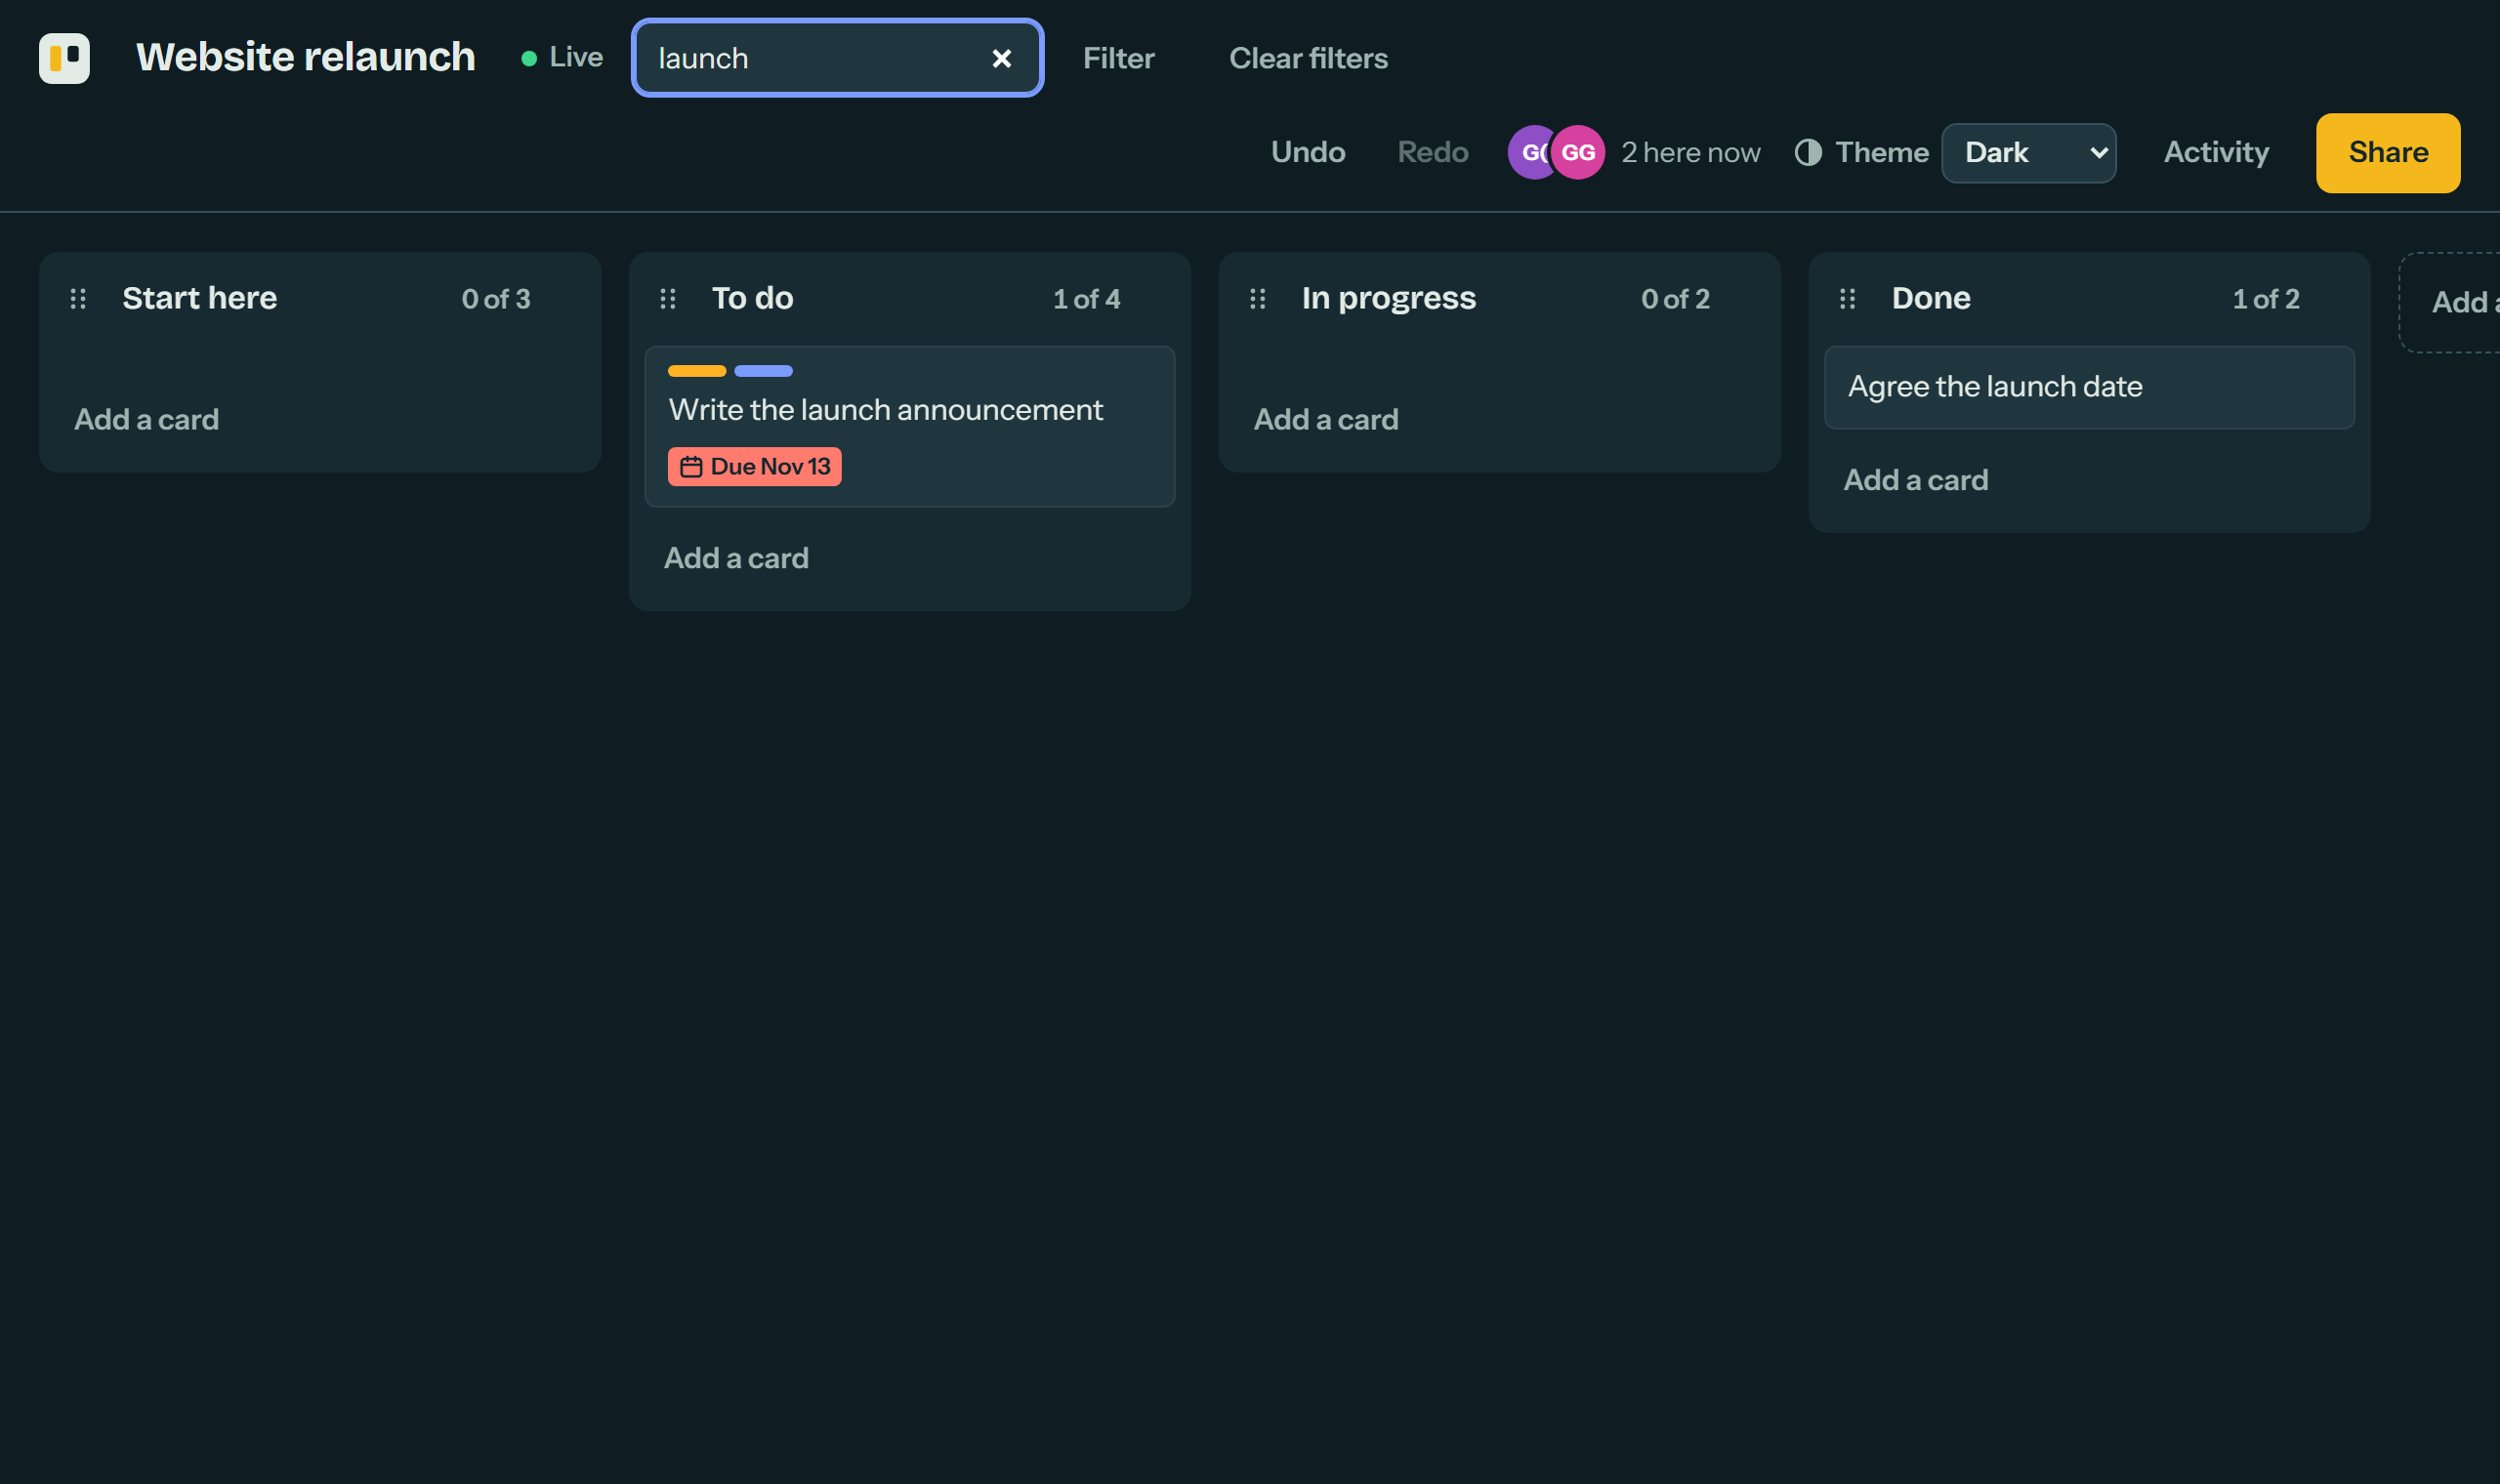 Website relaunch
Live
launch
Filter
Clear filters
Undo
Redo
GG
2 here now
Theme
Dark
Activity
Share
Start here
0 of 3
Add a card
To do
1 of 4
Write the launch announcement
Due Nov 13
Add a card
In progress
0 of 2
Add a card
Done
1 of 2
Agree the launch date
Add a card
Add